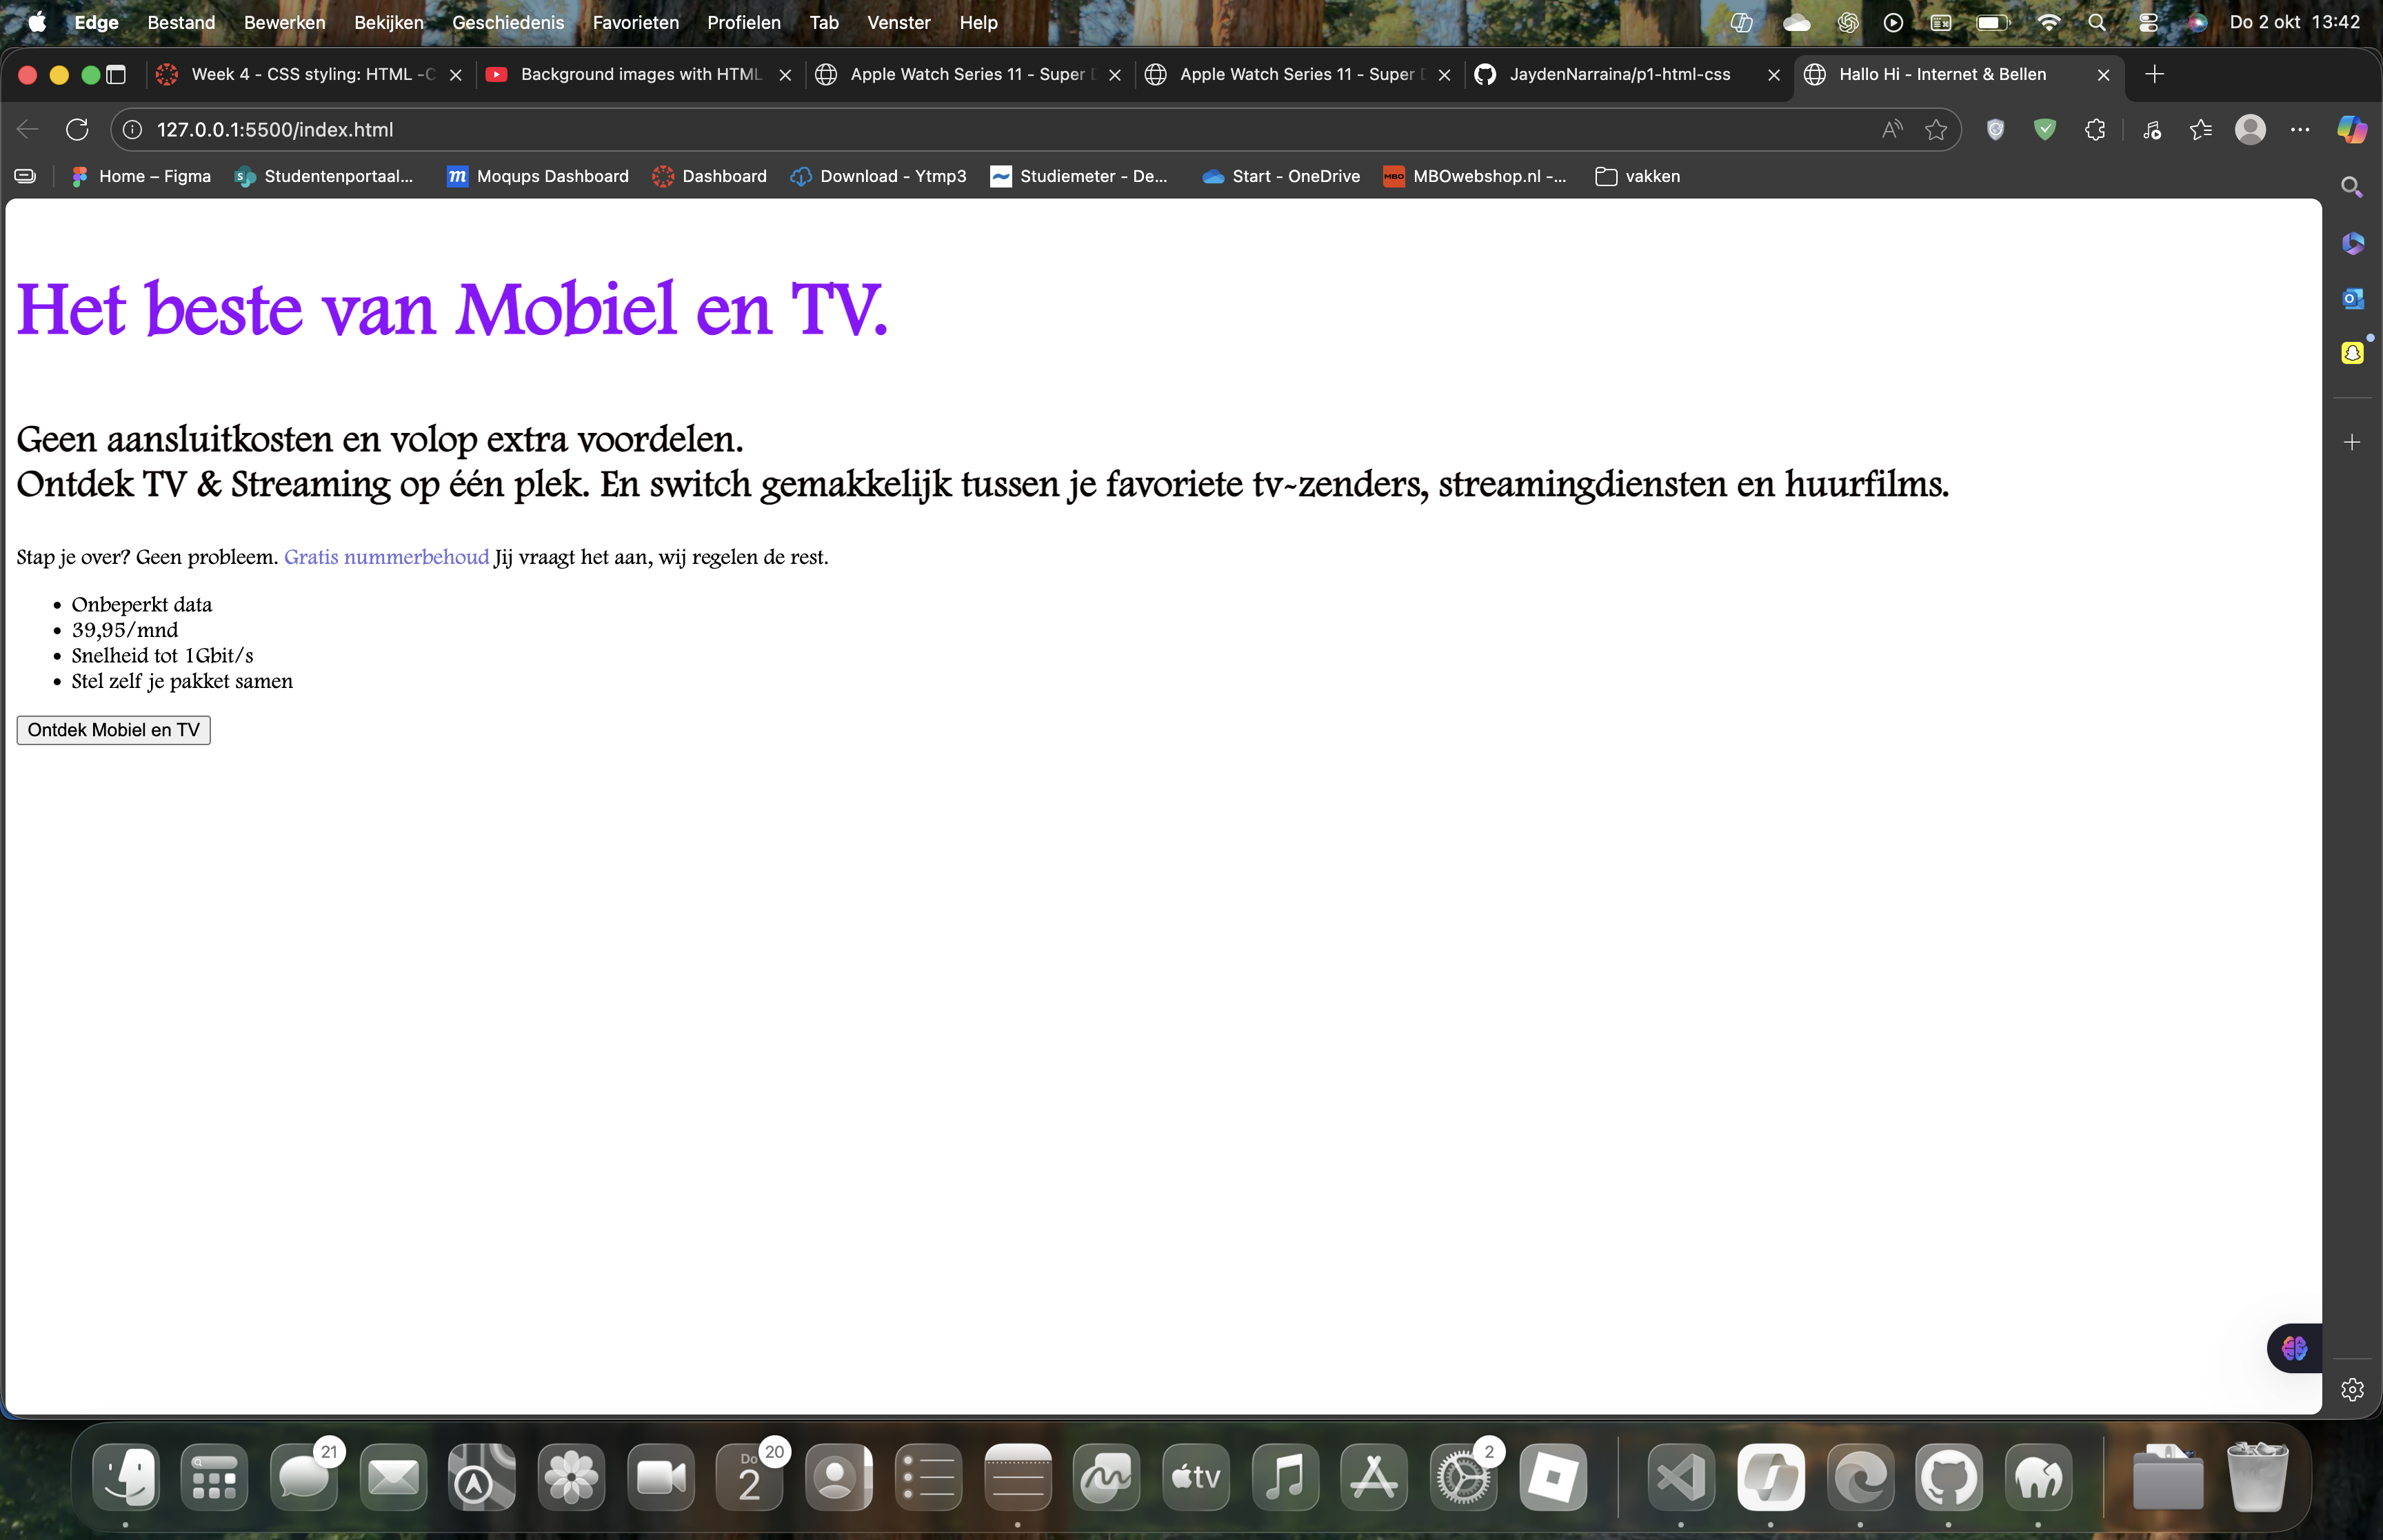 Edge Bestand Bewerken Bekijken Geschiedenis Favorieten Profielen Tab Venster Help Do 2 okt 13:42
Week 4 - CSS styling: HTML - Background images with HTML Apple Watch Series 11 - Super Apple Watch Series 11 - Super JaydenNarraina/p1-html-css Hallo Hi - Internet & Bellen
127.0.0.1:5500/index.html
Home – Figma Studentenportaal... Moqups Dashboard Dashboard Download - Ytmp3 Studiemeter - De... Start - OneDrive MBOwebshop.nl -... vakken
Het beste van Mobiel en TV.
Geen aansluitkosten en volop extra voordelen.
Ontdek TV & Streaming op één plek. En switch gemakkelijk tussen je favoriete tv-zenders, streamingdiensten en huurfilms.
Stap je over? Geen probleem. Gratis nummerbehoud Jij vraagt het aan, wij regelen de rest.
• Onbeperkt data
• 39,95/mnd
• Snelheid tot 1Gbit/s
• Stel zelf je pakket samen
Ontdek Mobiel en TV
21 Do 2 20 tv 2